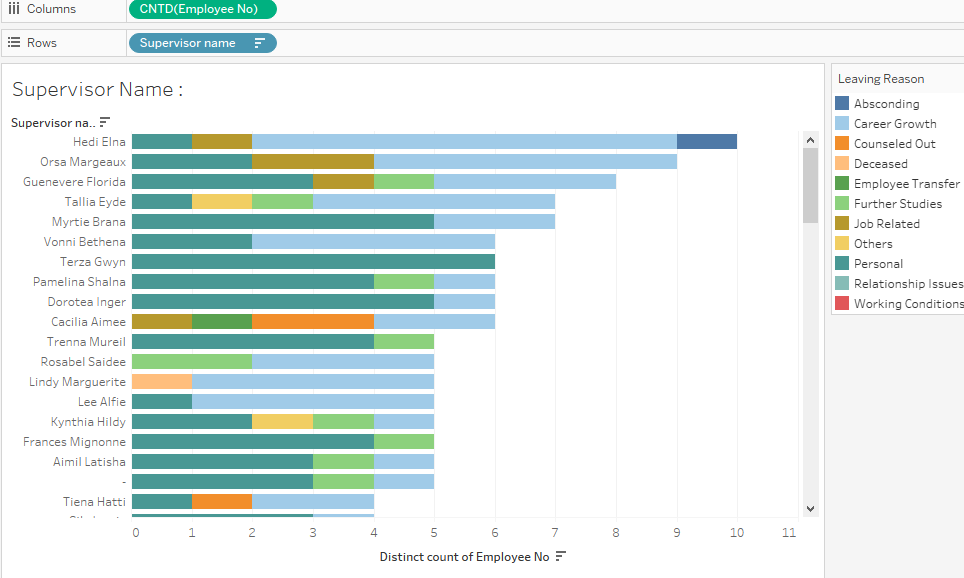 Columns
CNTD(Employee No)
Rows
Supervisor name
Supervisor Name :
Supervisor na..
Hedi Elna
Orsa Margeaux
Guenevere Florida
Tallia Eyde
Myrtie Brana
Vonni Bethena
Terza Gwyn
Pamelina Shalna
Dorotea Inger
Cacilia Aimee
Trenna Mureil
Rosabel Saidee
Lindy Marguerite
Lee Alfie
Kynthia Hildy
Frances Mignonne
Aimil Latisha
-
Tiena Hatti
0 1 2 3 4 5 6 7 8 9 10 11
Distinct count of Employee No
Leaving Reason
Absconding
Career Growth
Counseled Out
Deceased
Employee Transfer
Further Studies
Job Related
Others
Personal
Relationship Issues
Working Conditions